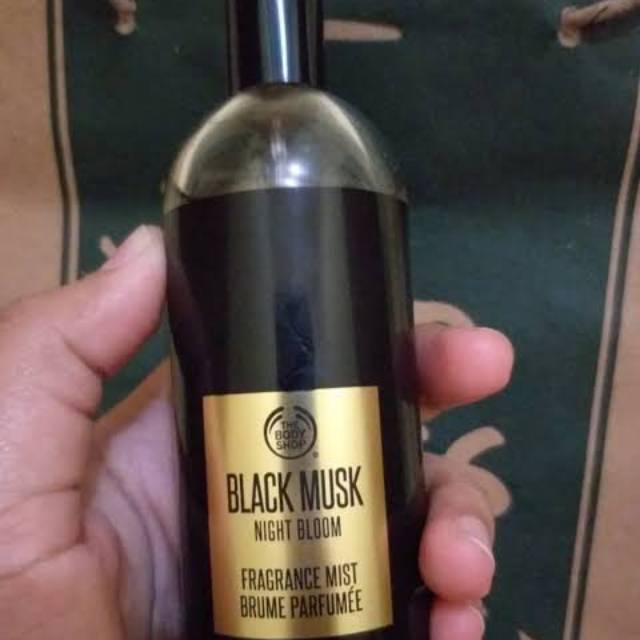 THE
BODY
SHOP
BLACK MUSK
NIGHT BLOOM
FRAGRANCE MIST
BRUME PARFUMÉE